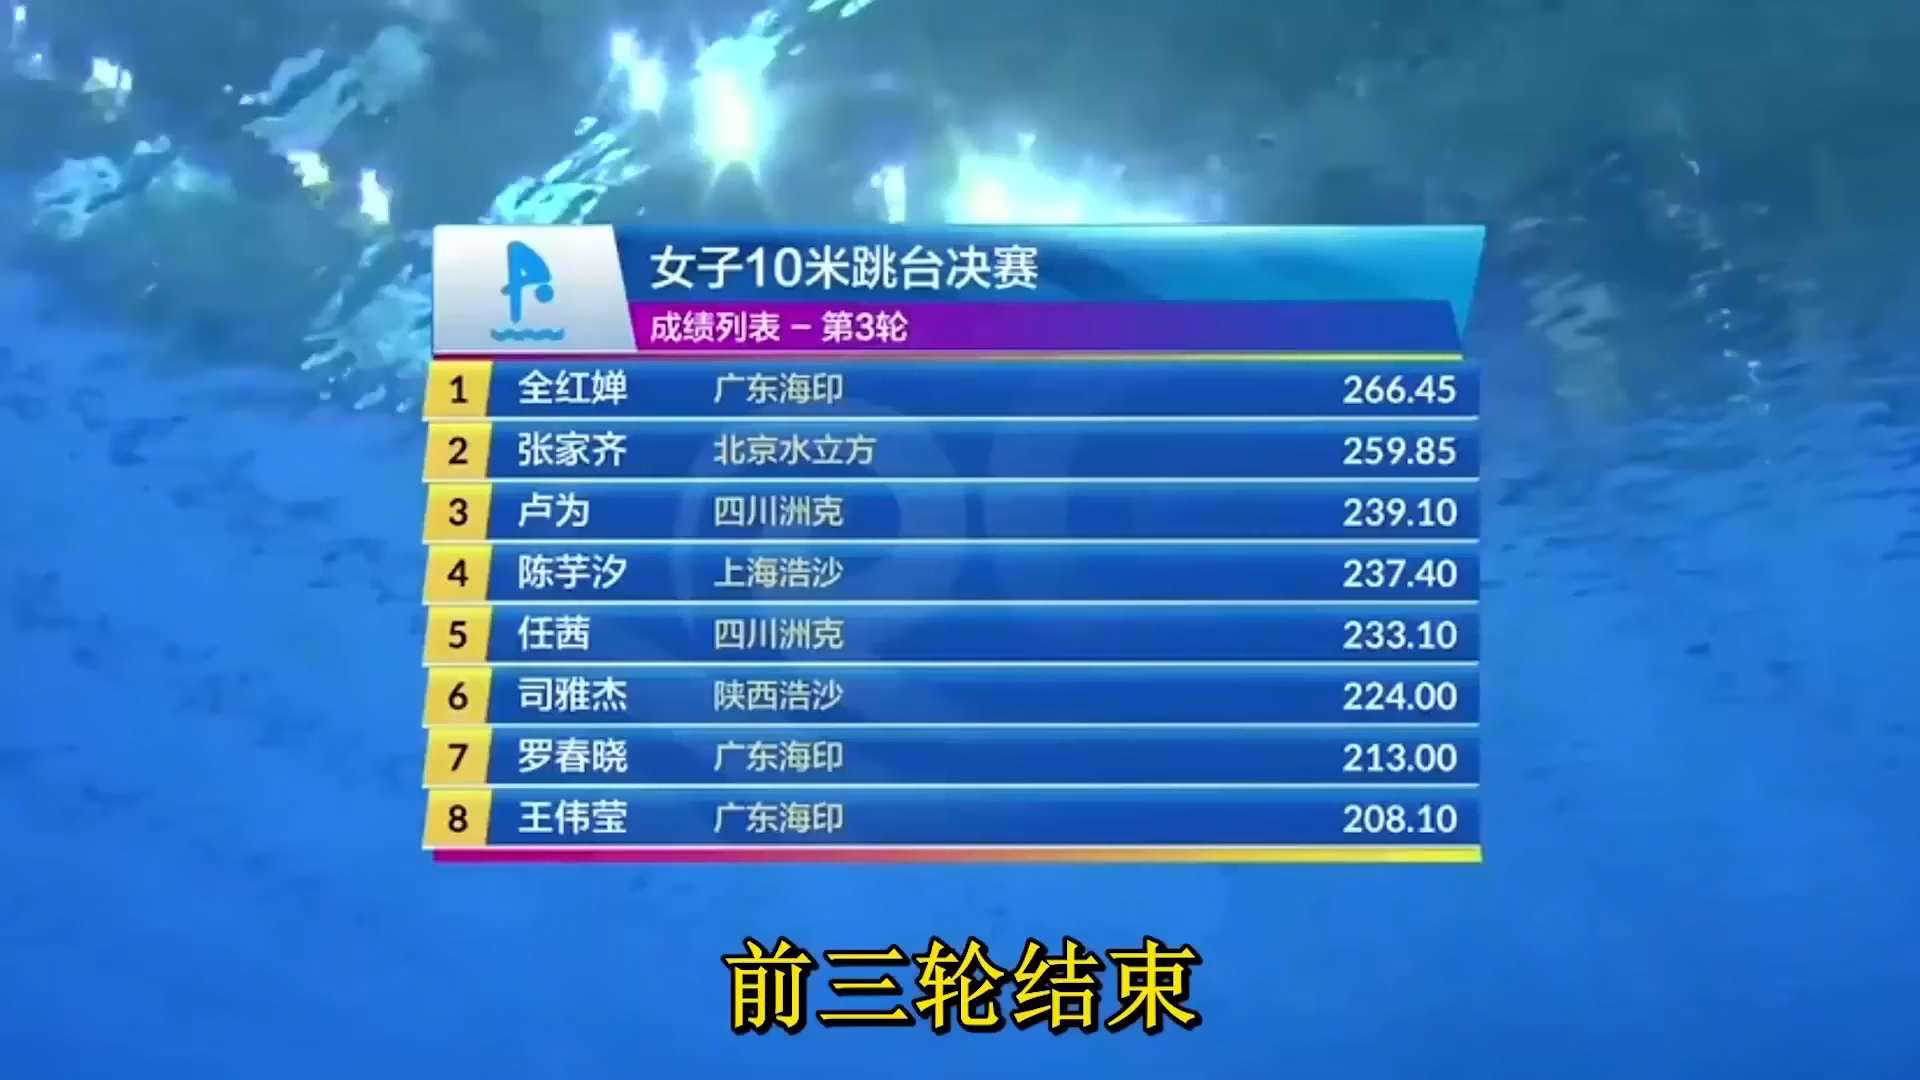 女子10米跳台决赛
成绩列表 – 第3轮
1 全红婵 广东海印 266.45
2 张家齐 北京水立方 259.85
3 卢为 四川洲克 239.10
4 陈芋汐 上海浩沙 237.40
5 任茜 四川洲克 233.10
6 司雅杰 陕西浩沙 224.00
7 罗春晓 广东海印 213.00
8 王伟莹 广东海印 208.10
前三轮结束